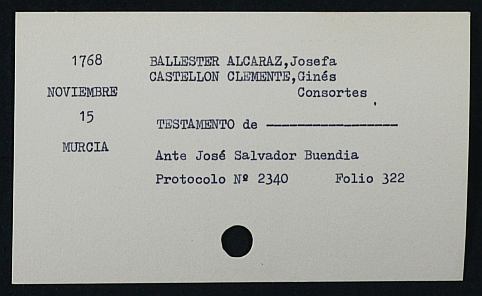 1768 BALLESTER ALCARAZ,Josefa
CASTELLON CLEMENTE,Ginés
NOVIEMBRE Consortes
15
TESTAMENTO de -----------------
MURCIA
Ante José Salvador Buendia
Protocolo Nº 2340 Folio 322